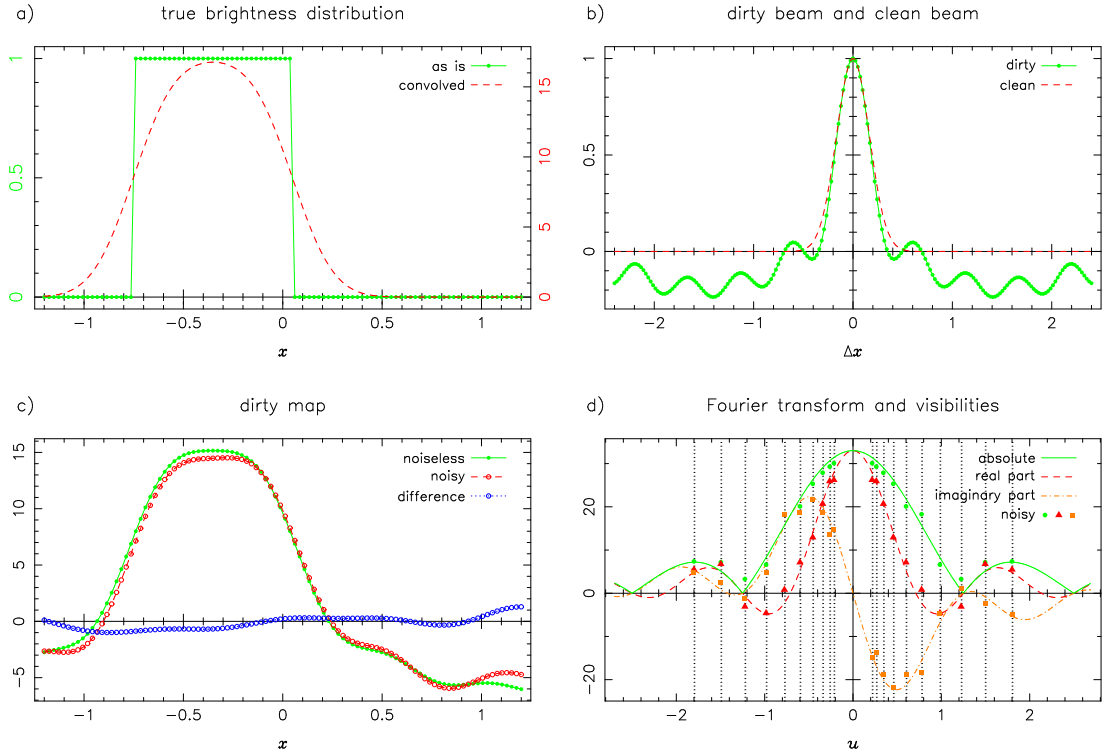 a) true brightness distribution
as is
convolved
1
0.5
0
15
10
5
0
−1 −0.5 0 0.5 1
x
b) dirty beam and clean beam
dirty
clean
1
0.5
0
−2 −1 0 1 2
Δx
c) dirty map
noiseless
noisy
difference
15
10
5
0
−5
−1 −0.5 0 0.5 1
x
d) Fourier transform and visibilities
absolute
real part
imaginary part
noisy
20
0
−20
−2 −1 0 1 2
u